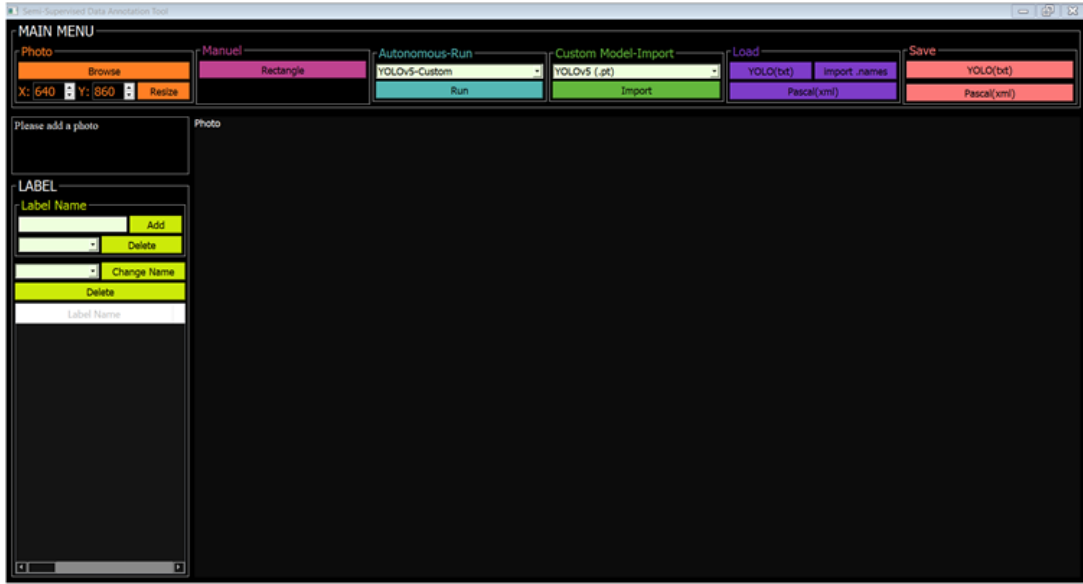 Semi-Supervised Data Annotation Tool
MAIN MENU
Photo
Browse
X: 640 Y: 860 Resize
Manuel
Rectangle
Autonomous-Run
YOLOv5-Custom
Run
Custom Model-Import
YOLOv5 (.pt)
Import
Load
YOLO(txt) import .names
Pascal(xml)
Save
YOLO(txt)
Pascal(xml)
Please add a photo
Photo
LABEL
Label Name
Add
Delete
Change Name
Delete
Label Name